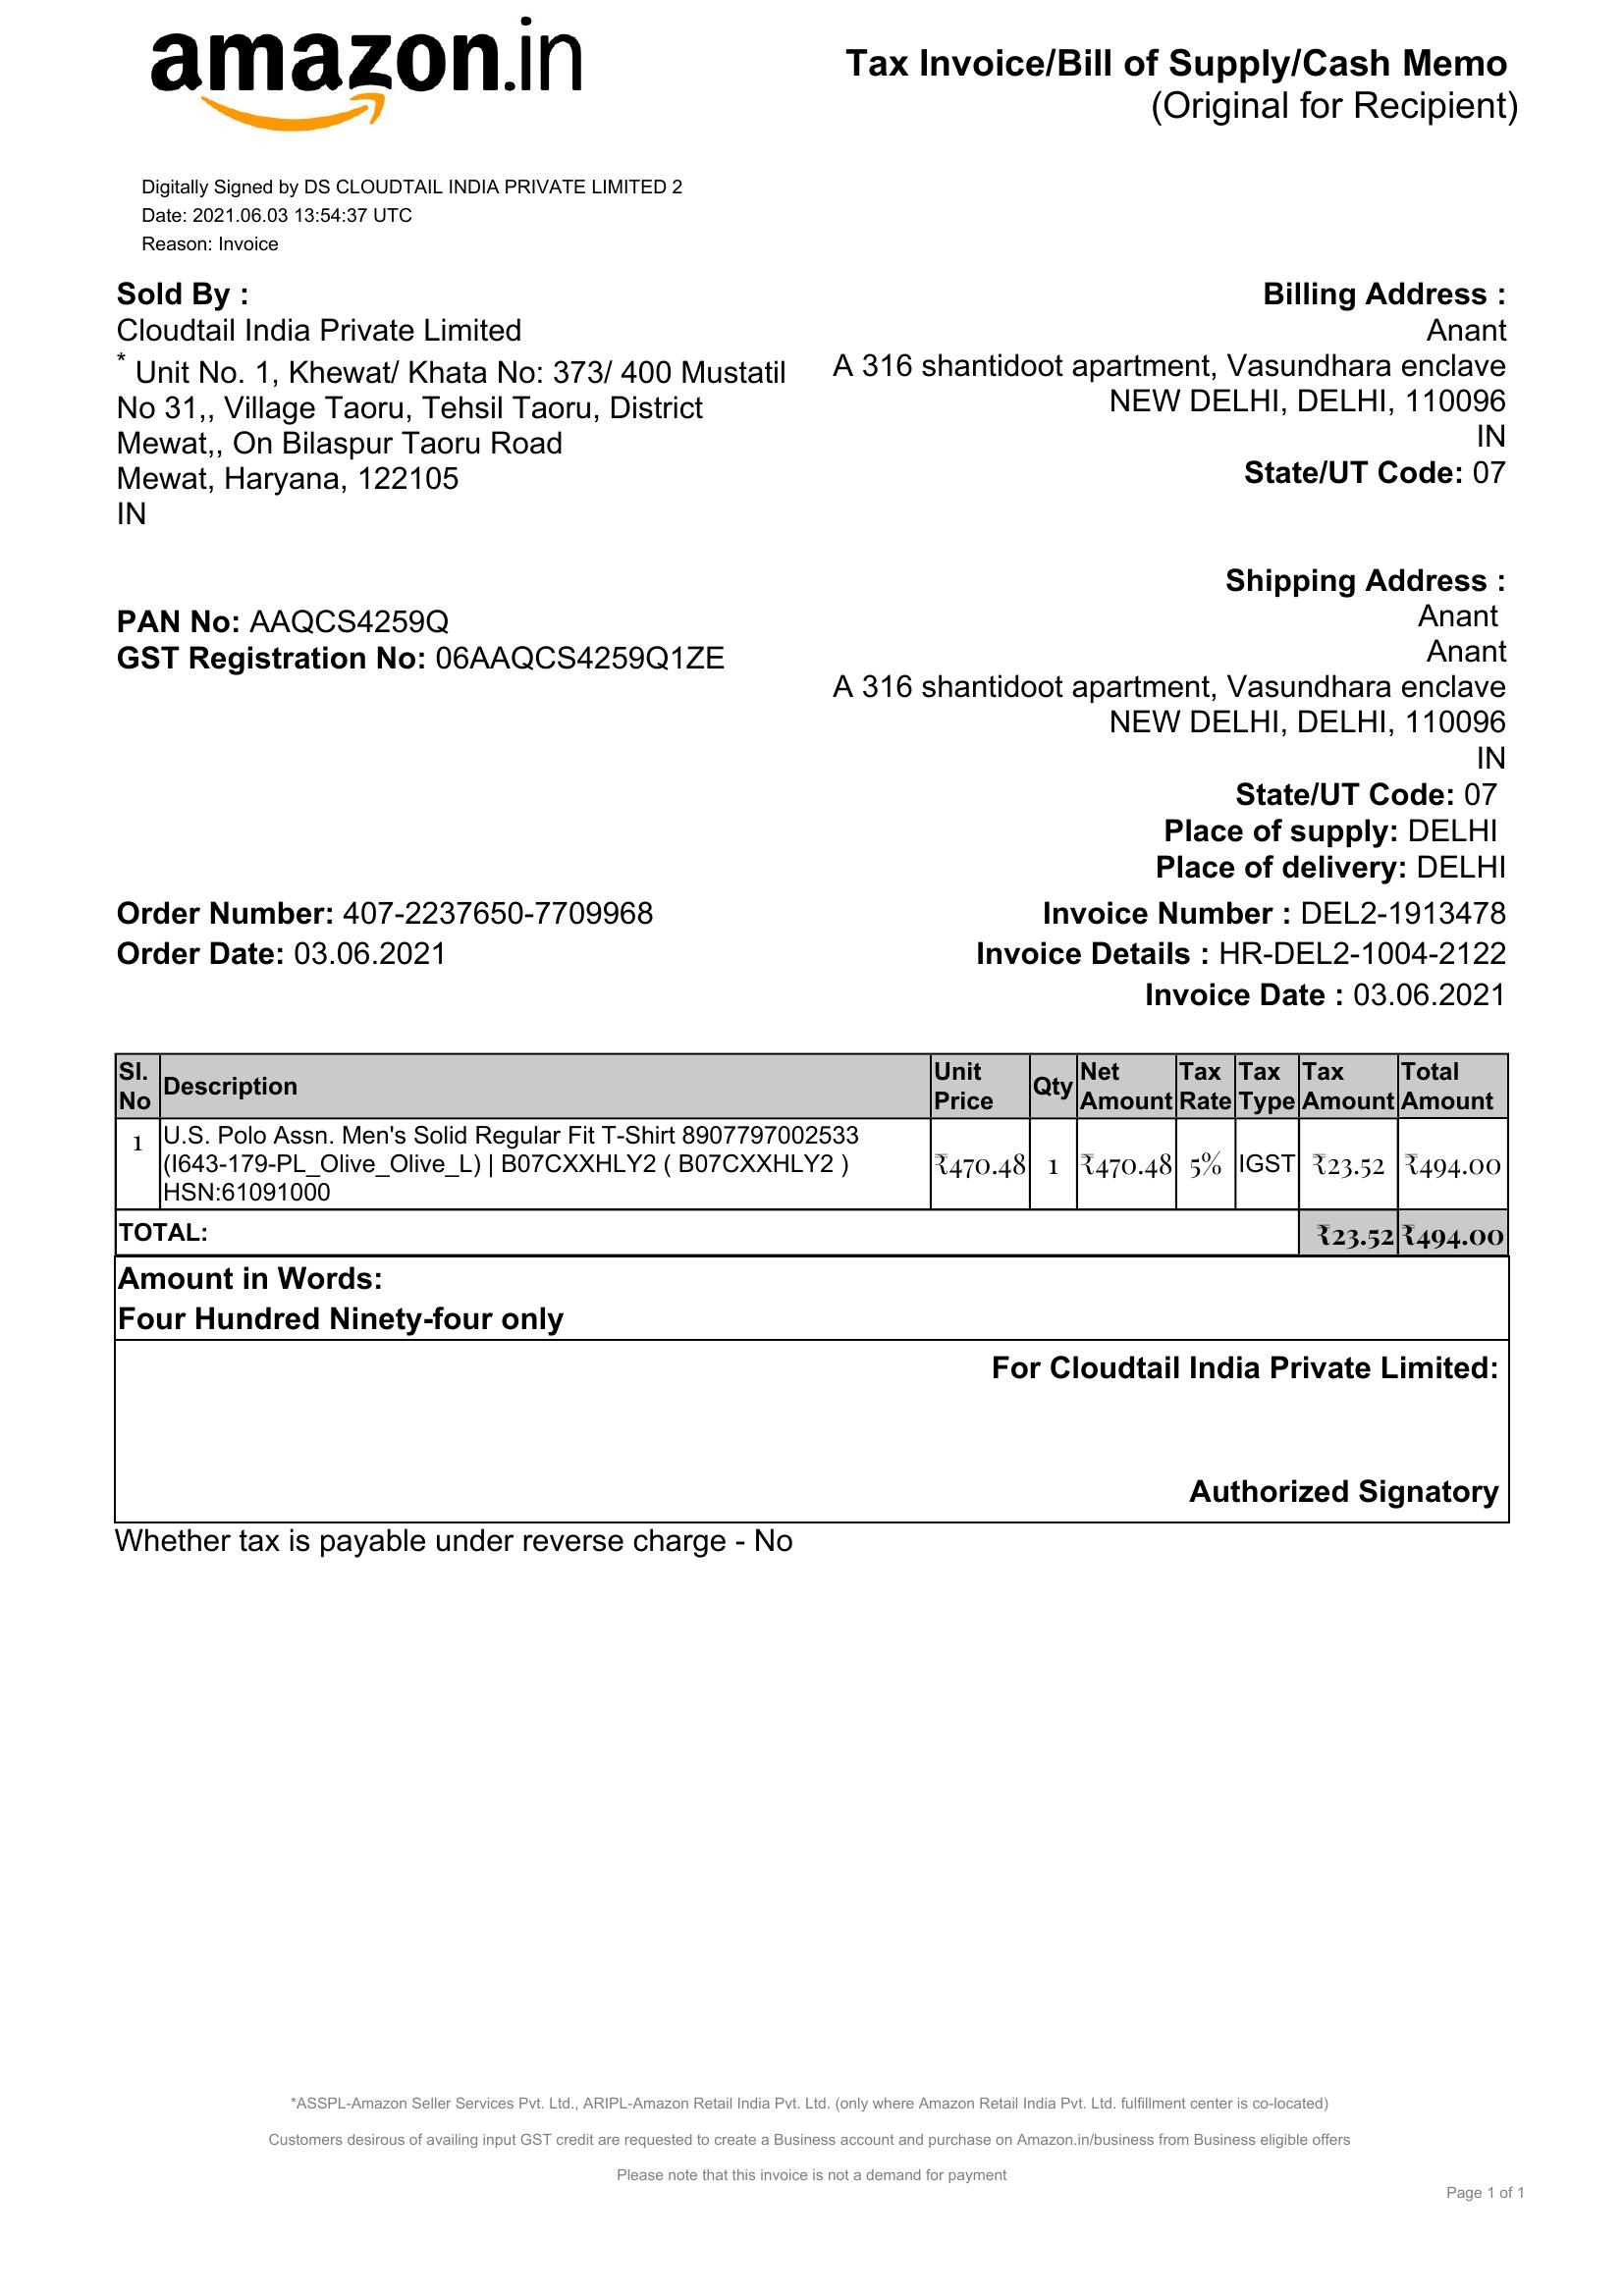 amazon.in
Tax Invoice/Bill of Supply/Cash Memo
(Original for Recipient)
Digitally Signed by DS CLOUDTAIL INDIA PRIVATE LIMITED 2
Date: 2021.06.03 13:54:37 UTC
Reason: Invoice
Sold By :
Cloudtail India Private Limited
* Unit No. 1, Khewat/ Khata No: 373/ 400 Mustatil
No 31,, Village Taoru, Tehsil Taoru, District
Mewat,, On Bilaspur Taoru Road
Mewat, Haryana, 122105
IN
Billing Address :
Anant
A 316 shantidoot apartment, Vasundhara enclave
NEW DELHI, DELHI, 110096
IN
State/UT Code: 07
PAN No: AAQCS4259Q
GST Registration No: 06AAQCS4259Q1ZE
Shipping Address :
Anant
Anant
A 316 shantidoot apartment, Vasundhara enclave
NEW DELHI, DELHI, 110096
IN
State/UT Code: 07
Place of supply: DELHI
Place of delivery: DELHI
Order Number: 407-2237650-7709968
Order Date: 03.06.2021
Invoice Number : DEL2-1913478
Invoice Details : HR-DEL2-1004-2122
Invoice Date : 03.06.2021
Sl. No Description Unit Price Qty Net Amount Tax Rate Tax Type Tax Amount Total Amount
1 U.S. Polo Assn. Men's Solid Regular Fit T-Shirt 8907797002533
(I643-179-PL_Olive_Olive_L) | B07CXXHLY2 ( B07CXXHLY2 )
HSN:61091000
₹470.48 1 ₹470.48 5% IGST ₹23.52 ₹494.00
TOTAL: ₹23.52 ₹494.00
Amount in Words:
Four Hundred Ninety-four only
For Cloudtail India Private Limited:
Authorized Signatory
Whether tax is payable under reverse charge - No
*ASSPL-Amazon Seller Services Pvt. Ltd., ARIPL-Amazon Retail India Pvt. Ltd. (only where Amazon Retail India Pvt. Ltd. fulfillment center is co-located)
Customers desirous of availing input GST credit are requested to create a Business account and purchase on Amazon.in/business from Business eligible offers
Please note that this invoice is not a demand for payment
Page 1 of 1